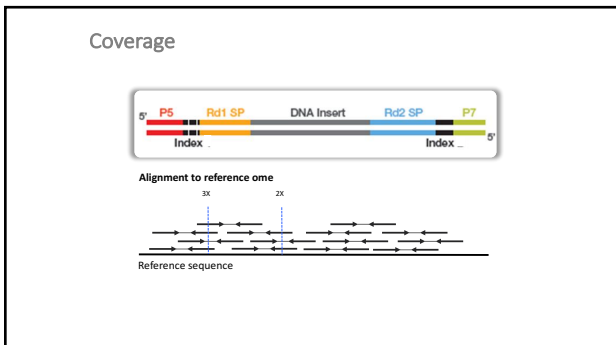 Coverage
5' P5 Rd1 SP DNA Insert Rd2 SP P7
Index Index 5'
Alignment to reference ome
3X 2X
Reference sequence